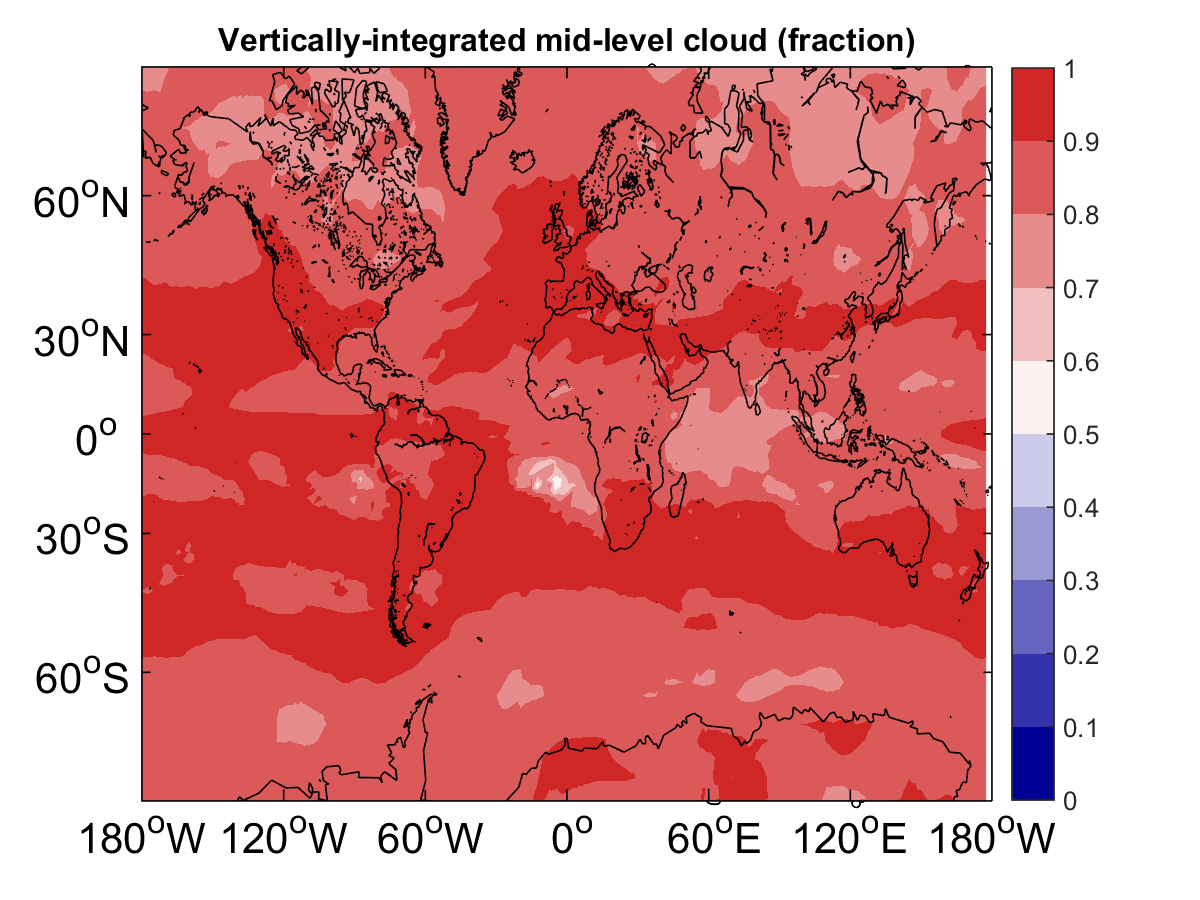 Vertically-integrated mid-level cloud (fraction)
60°N
30°N
0°
30°S
60°S
180°W 120°W 60°W 0° 60°E 120°E 180°W
1
0.9
0.8
0.7
0.6
0.5
0.4
0.3
0.2
0.1
0